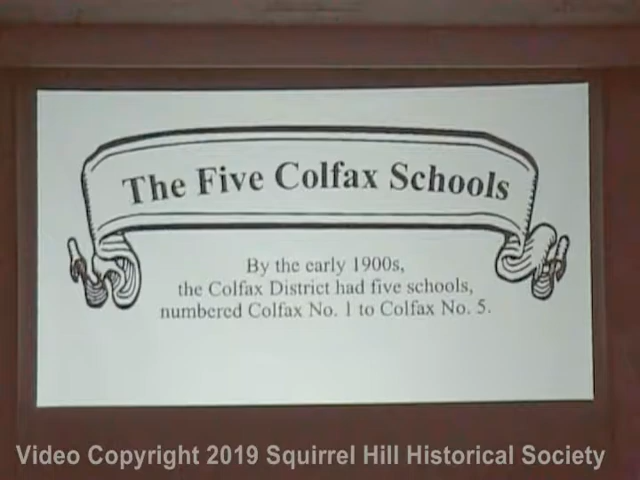 The Five Colfax Schools
By the early 1900s,
the Colfax District had five schools,
numbered Colfax No. 1 to Colfax No. 5.
Video Copyright 2019 Squirrel Hill Historical Society